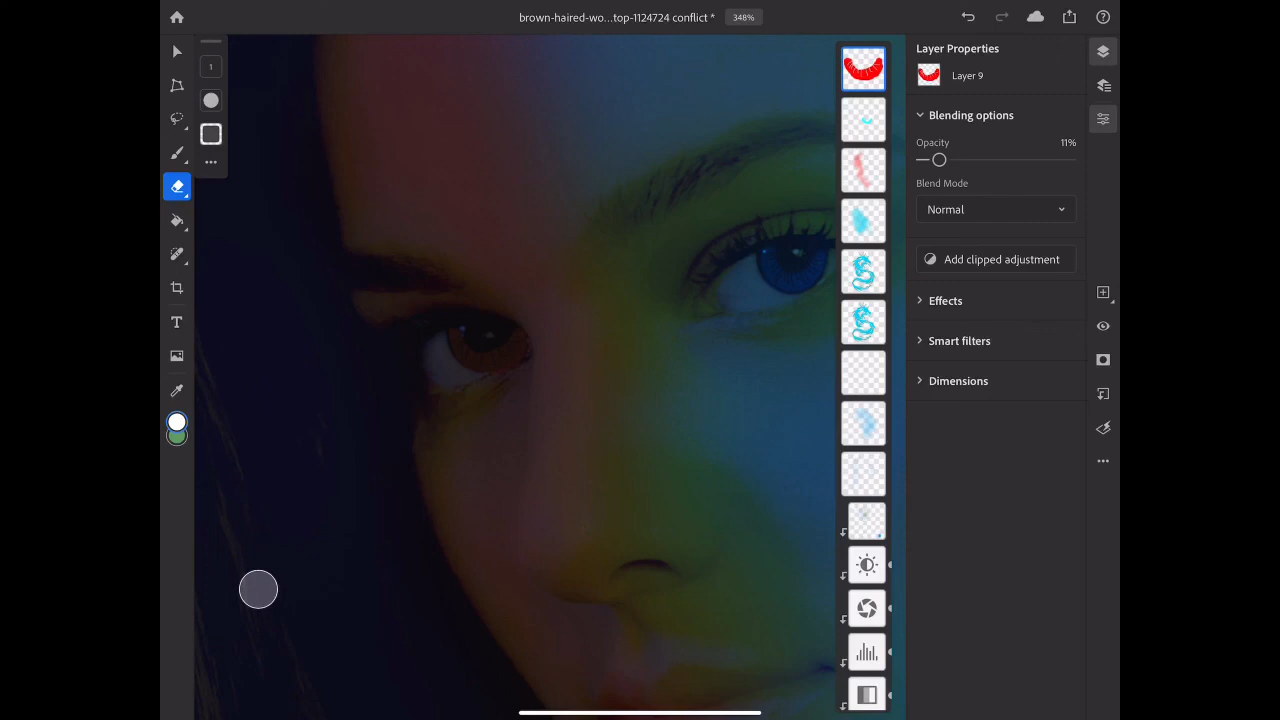 brown-haired-wo...top-1124724 conflict *
348%
Layer Properties
1
Layer 9
Blending options
Opacity
11%
Blend Mode
Normal
Add clipped adjustment
Effects
Smart filters
Dimensions